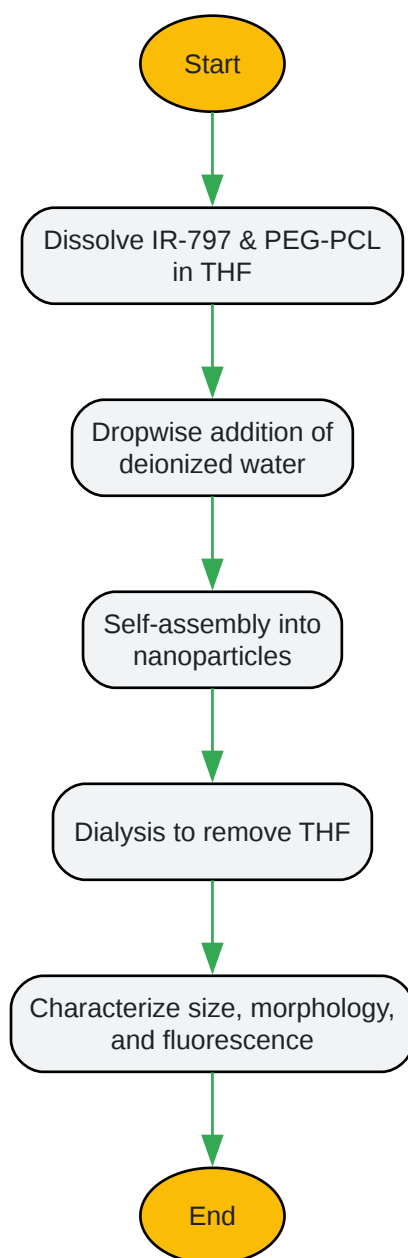 Start
Dissolve IR-797 & PEG-PCL
in THF
Dropwise addition of
deionized water
Self-assembly into
nanoparticles
Dialysis to remove THF
Characterize size, morphology,
and fluorescence
End